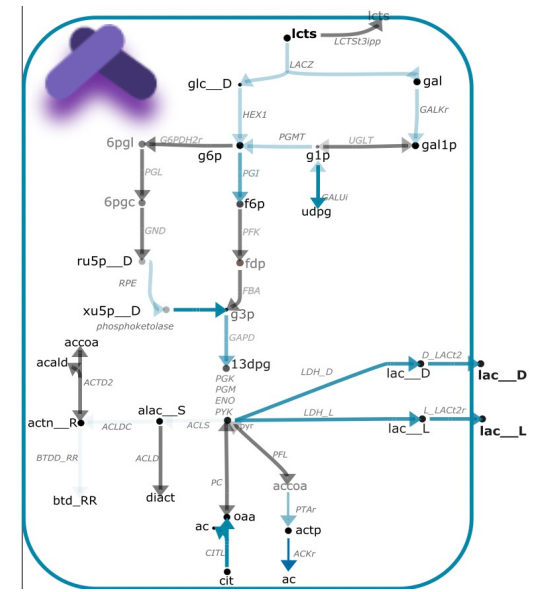 lcts
lcts
LCTSt3ipp
LACZ
glc__D
gal
HEX1
GALKr
6pgl
G6PDH2r
g6p
PGMT
g1p
UGLT
gal1p
PGL
PGI
GALUi
6pgc
f6p
udpg
GND
PFK
ru5p__D
fdp
RPE
FBA
xu5p__D
g3p
phosphoketolase
GAPD
accoa
acald
13dpg
ACTD2
PGK
PGM
ENO
PYK
LDH_D
lac__D
D_LACt2
lac__D
alac__S
actn__R
ACLDC
ACLS
pyr
LDH_L
lac__L
L_LACt2r
lac__L
BTDD_RR
ACLD
PC
PFL
btd_RR
diact
accoa
PTAr
ac
oaa
actp
CITL
ACKr
cit
ac